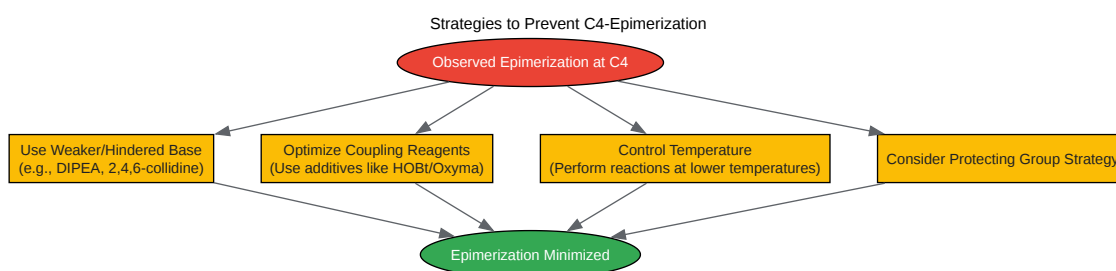 Strategies to Prevent C4-Epimerization
Observed Epimerization at C4
Use Weaker/Hindered Base
(e.g., DIPEA, 2,4,6-collidine)
Optimize Coupling Reagents
(Use additives like HOBt/Oxyma)
Control Temperature
(Perform reactions at lower temperatures)
Consider Protecting Group Strategy
Epimerization Minimized